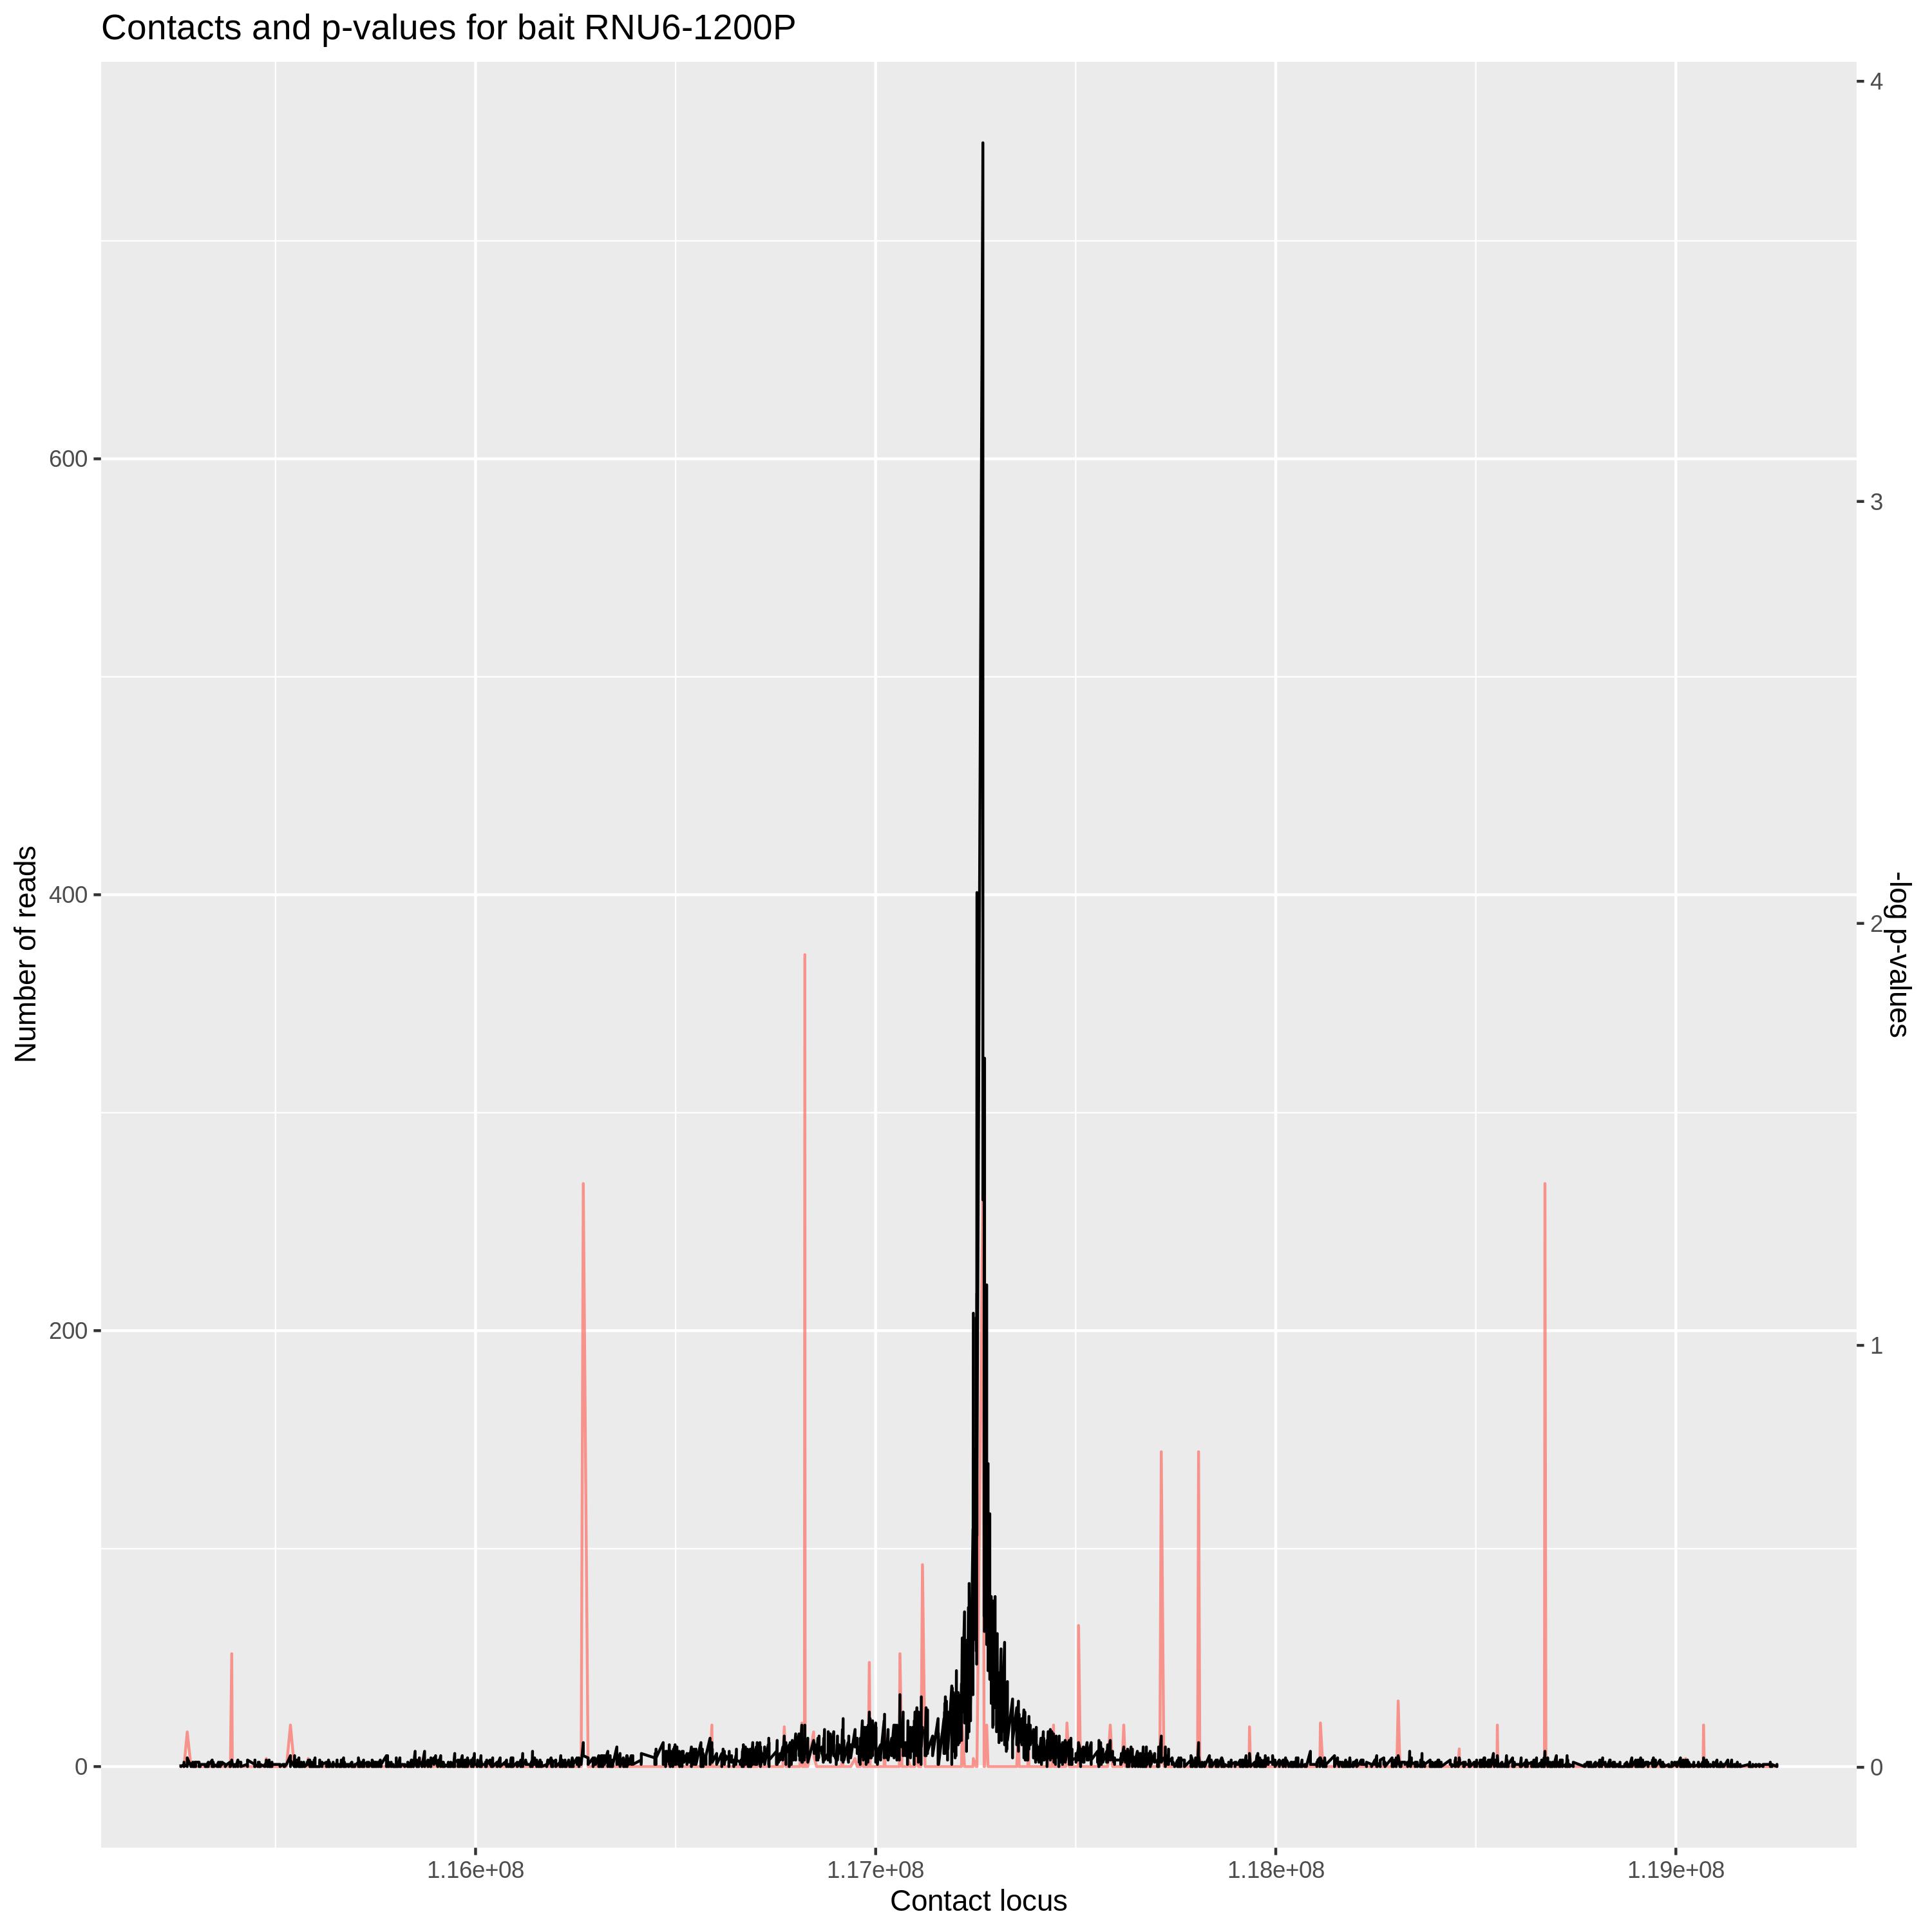 Contacts and p-values for bait RNU6-1200P
Number of reads
600
400
200
0
4
3
2
1
0
-log p-values
1.16e+08 1.17e+08 1.18e+08 1.19e+08
Contact locus